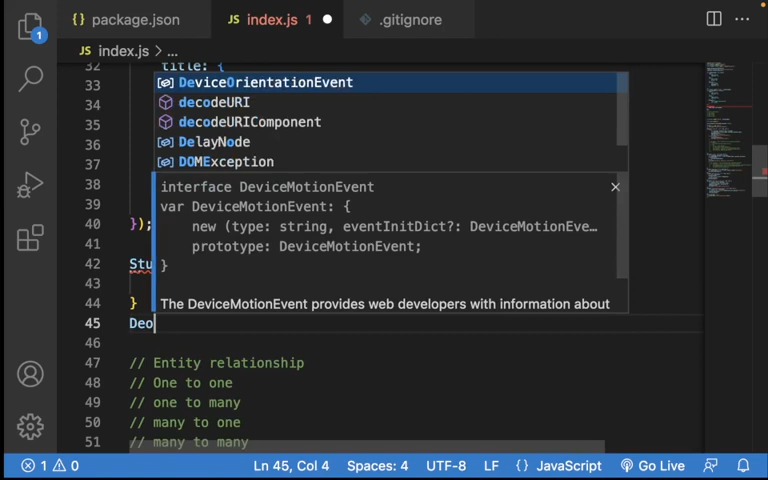 {} package.json
JS index.js 1
.gitignore
1
JS index.js > ...
32 title: {
33
34
35
36
37
38
39
40 });
41
42 Stu
43
44 }
45 Deo
46
47 // Entity relationship
48 // One to one
49 // one to many
50 // many to one
51 // many to many
DeviceOrientationEvent
decodeURI
decodeURIComponent
DelayNode
DOMException
interface DeviceMotionEvent
var DeviceMotionEvent: {
new (type: string, eventInitDict?: DeviceMotionEve…
prototype: DeviceMotionEvent;
}
The DeviceMotionEvent provides web developers with information about
1 0 Ln 45, Col 4 Spaces: 4 UTF-8 LF {} JavaScript Go Live